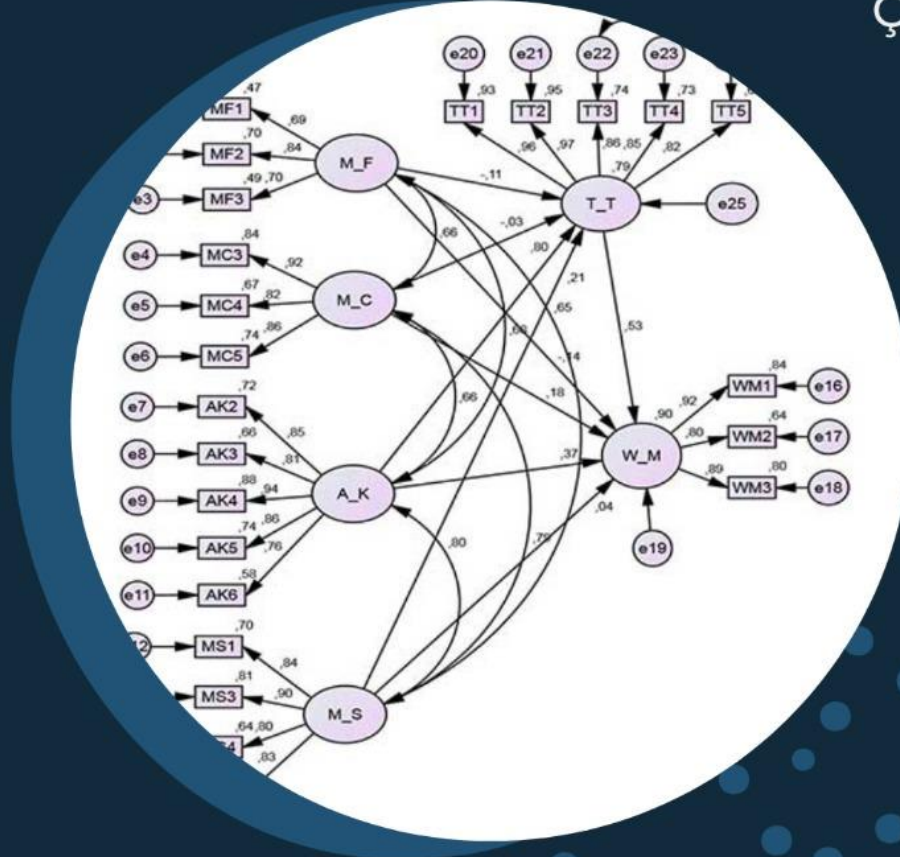 Ç
e20 e21 e22 e23
,93 ,95 ,74 ,73
TT1 TT2 TT3 TT4 TT5
,96 ,97 ,86 ,85 ,82
,79
T_T e25
,47
MF1 ,69
,70
MF2 ,84 M_F
,49 ,70
e3 MF3
-,11
-,03
,66
,80
,21
,65
,84
e4 MC3 ,92
,67
e5 MC4 ,82 M_C
,74 ,86
e6 MC5
,53
-,14
,18
,66
,72
e7 AK2 ,85
,66
e8 AK3 ,81
,88
e9 AK4 ,94 A_K
,74 ,86
e10 AK5 ,76
,58
e11 AK6
,37
,04
,80
,90
W_M
,92 ,84
WM1 e16
,80 ,64
WM2 e17
,89 ,80
WM3 e18
e19
,70
MS1 ,84
,81
MS3 ,90 M_S
,64 ,80
,83